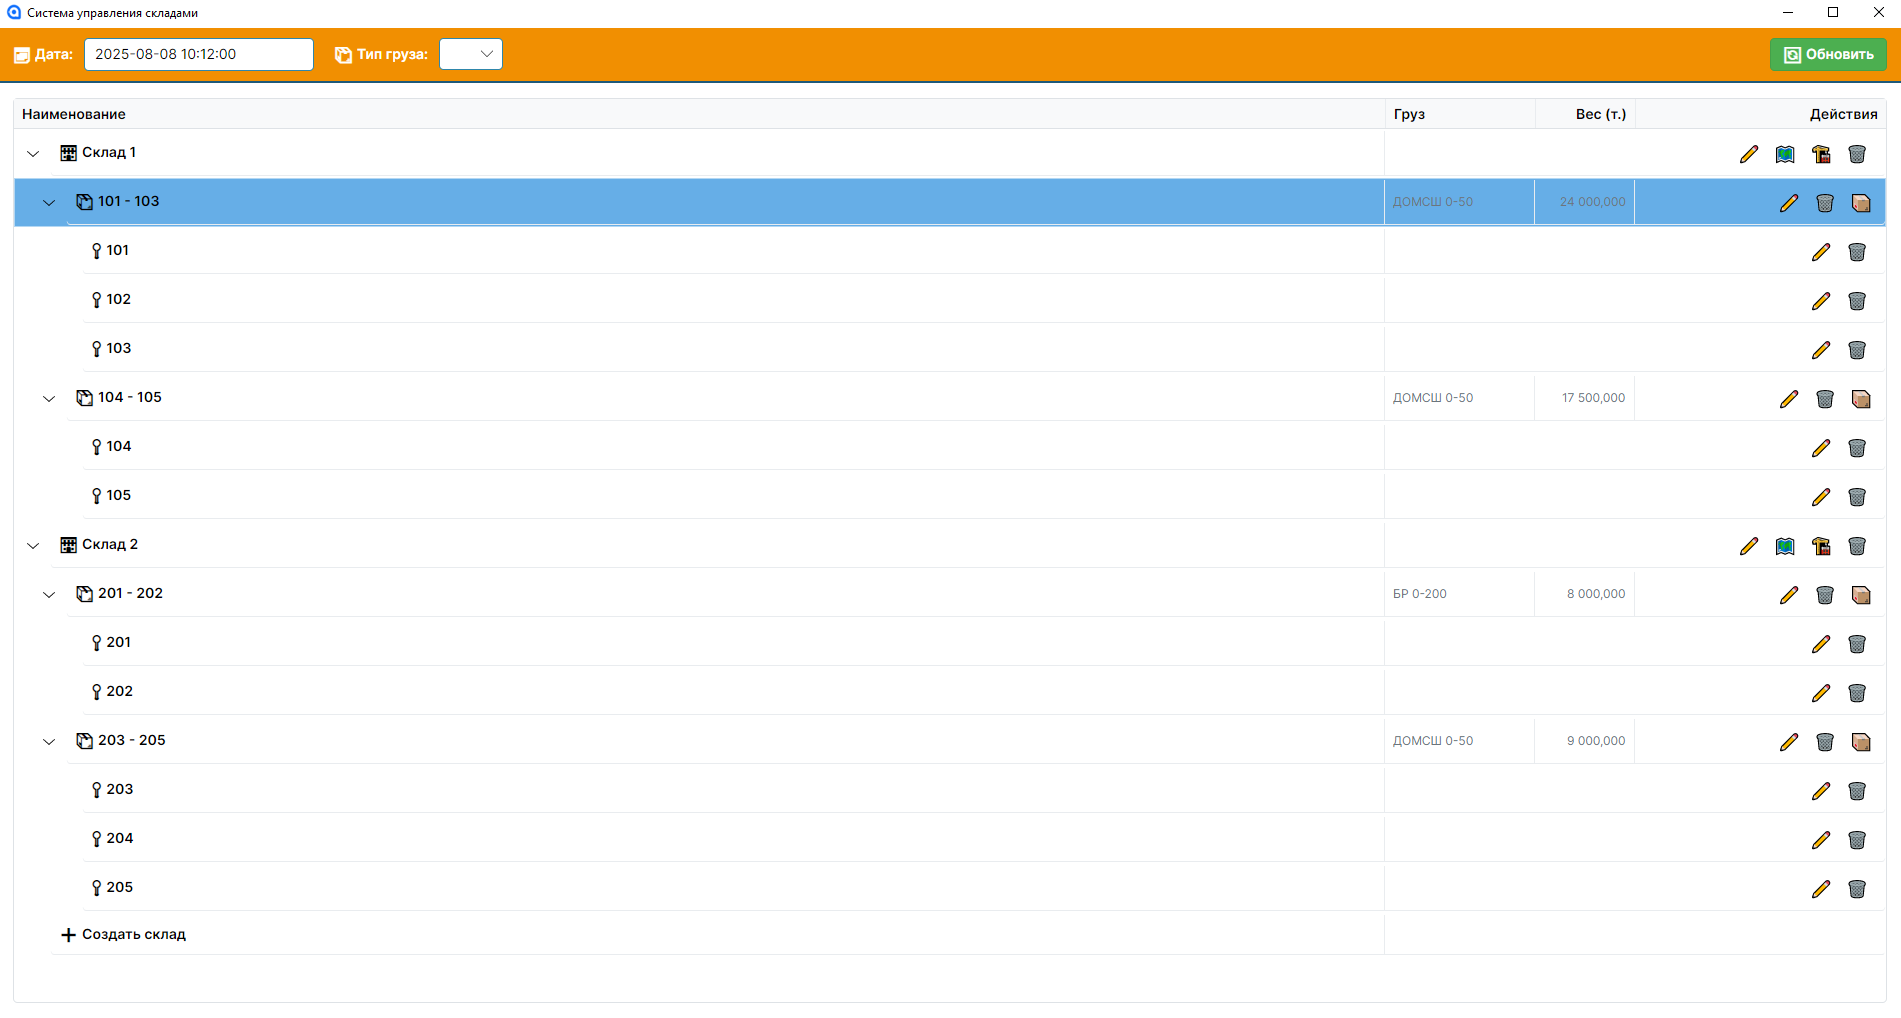 Система управления складами
Дата: 2025-08-08 10:12:00 Тип груза: Обновить
Наименование Груз Вес (т.) Действия
Склад 1
101 - 103 ДОМСШ 0-50 24 000,000
101
102
103
104 - 105 ДОМСШ 0-50 17 500,000
104
105
Склад 2
201 - 202 БР 0-200 8 000,000
201
202
203 - 205 ДОМСШ 0-50 9 000,000
203
204
205
Создать склад